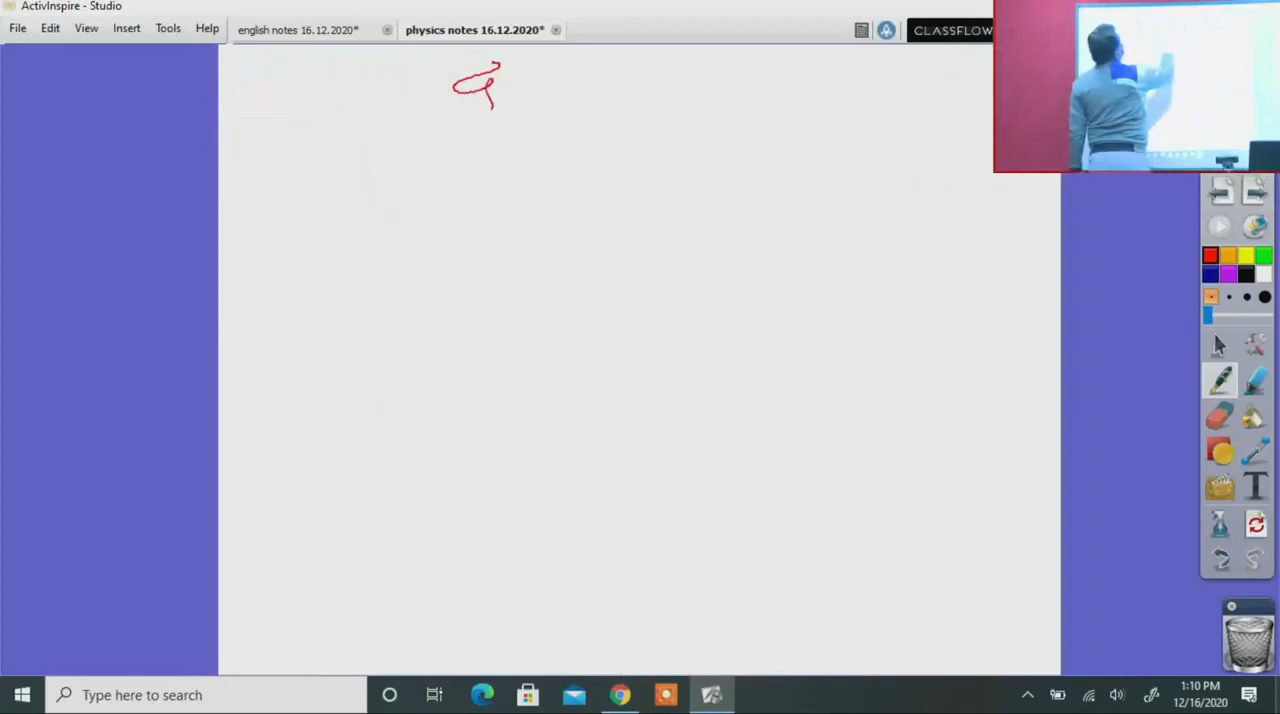 ActivInspire - Studio
File Edit View Insert Tools Help english notes 16.12.2020* physics notes 16.12.2020* CLASSFLOW
T
Type here to search
1:10 PM
12/16/2020